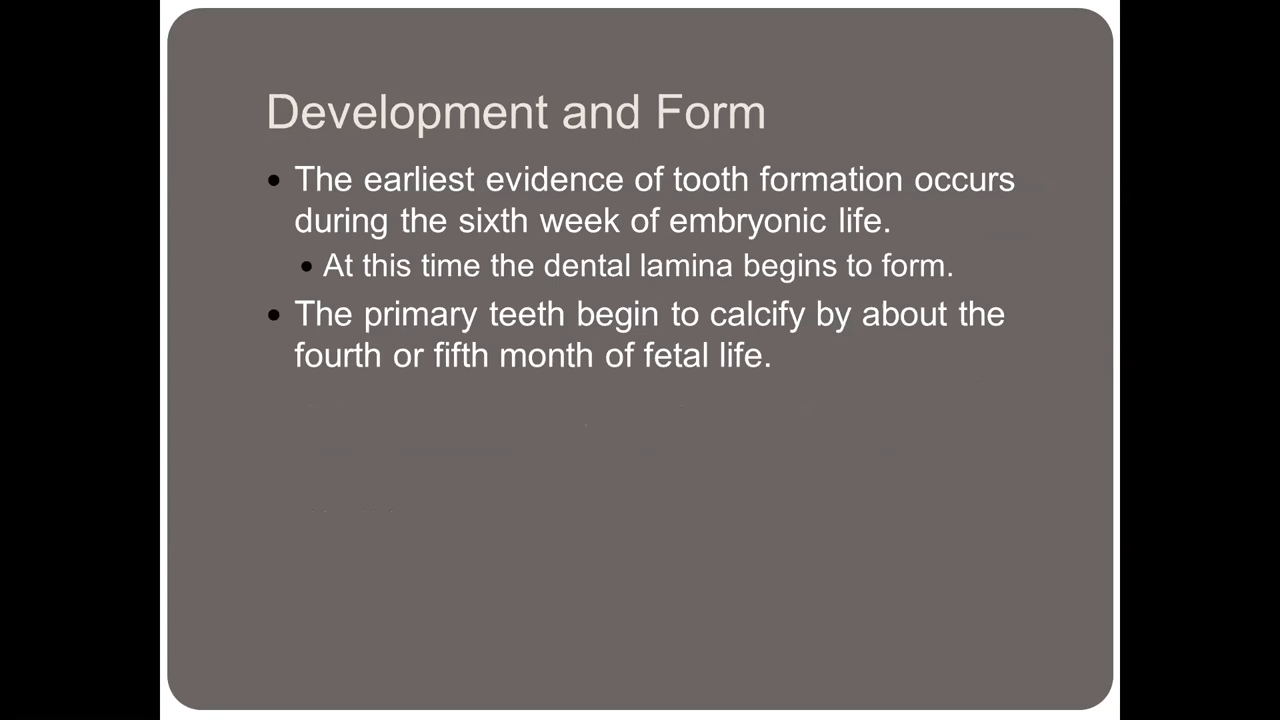 Development and Form
• The earliest evidence of tooth formation occurs
during the sixth week of embryonic life.
• At this time the dental lamina begins to form.
• The primary teeth begin to calcify by about the
fourth or fifth month of fetal life.